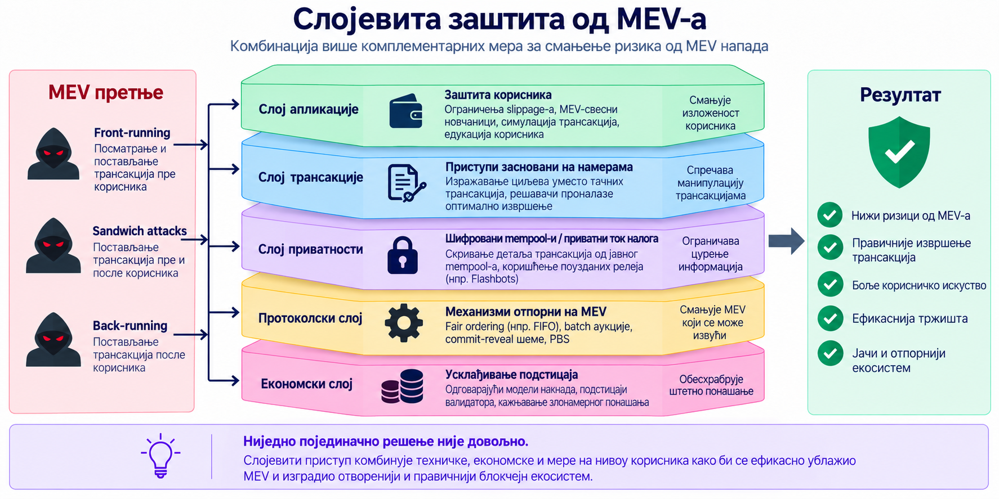 Слојевита заштита од MEV-а
Комбинација више комплементарних мера за смањење ризика од MEV напада
MEV претње
Front-running
Посматрање и
постављање
трансакција пре
корисника
Sandwich attacks
Постављање
трансакција пре и
после корисника
Back-running
Постављање
трансакција после
корисника
Слој апликације
Заштита корисника
Ограничења slippage-а, MEV-свесни
новчаници, симулација трансакција,
едукација корисника
Смањује
изложеност
корисника
Слој трансакције
Приступи засновани на намерама
Изражавање циљева уместо тачних
трансакција, решавачи проналазе
оптимално извршење
Спречава
манипулацију
трансакцијама
Слој приватности
Шифровани mempool-и / приватни ток налога
Скривање детаља трансакција од јавног
mempool-а, коришћење поузданих релеја
(нпр. Flashbots)
Ограничава
цурење
информација
Протоколски слој
Механизми отпорни на MEV
Fair ordering (нпр. FIFO), batch аукције,
commit-reveal шеме, PBS
Смањује MEV
који се може
извући
Економски слој
Усклађивање подстицаја
Одговарајући модели накнада, подстицаји
валидатора, кажњавање злонамерног понашања
Обесхрабрује
штетно понашање
Резултат
Нижи ризици од MEV-а
Правичније извршење
трансакција
Боље корисничко искуство
Ефикаснија тржишта
Јачи и отпорнији
екосистем
Ниједно појединачно решење није довољно.
Слојевити приступ комбинује техничке, економске и мере на нивоу корисника како би се ефикасно ублажио
MEV и изградио отворенији и правичнији блокчејн екосистем.